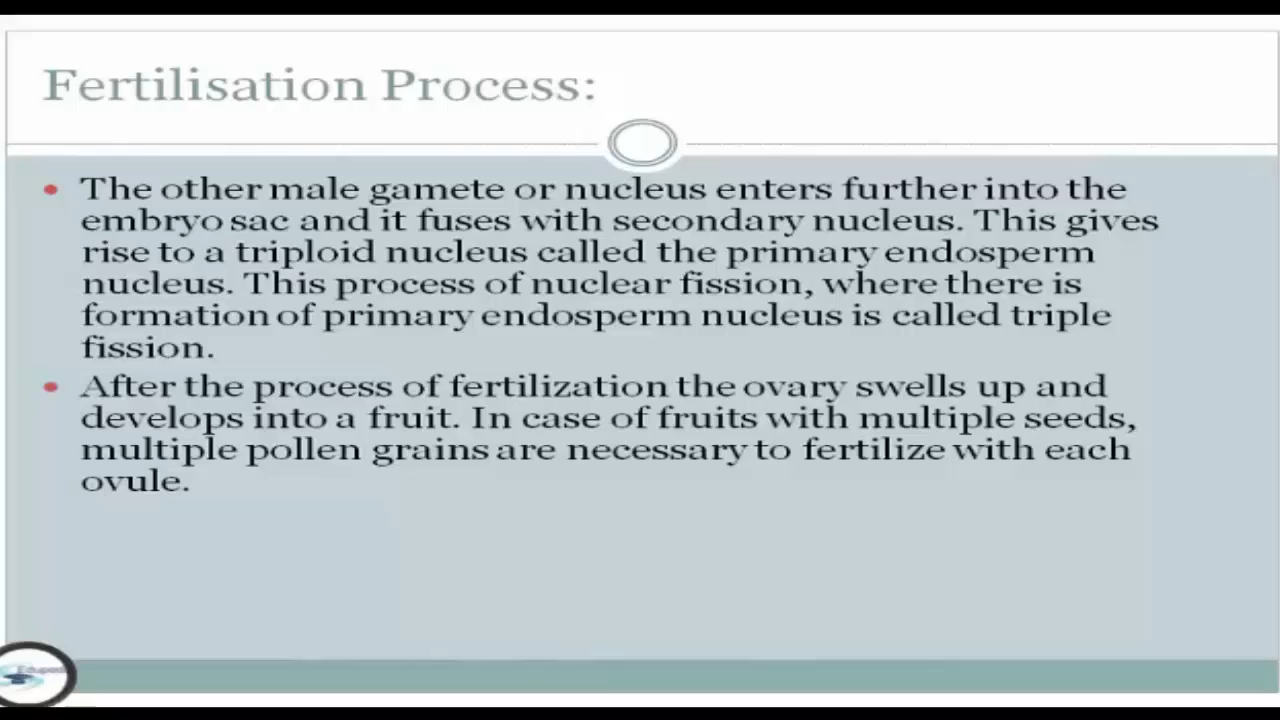 Fertilisation Process:
• The other male gamete or nucleus enters further into the
embryo sac and it fuses with secondary nucleus. This gives
rise to a triploid nucleus called the primary endosperm
nucleus. This process of nuclear fission, where there is
formation of primary endosperm nucleus is called triple
fission.
• After the process of fertilization the ovary swells up and
develops into a fruit. In case of fruits with multiple seeds,
multiple pollen grains are necessary to fertilize with each
ovule.